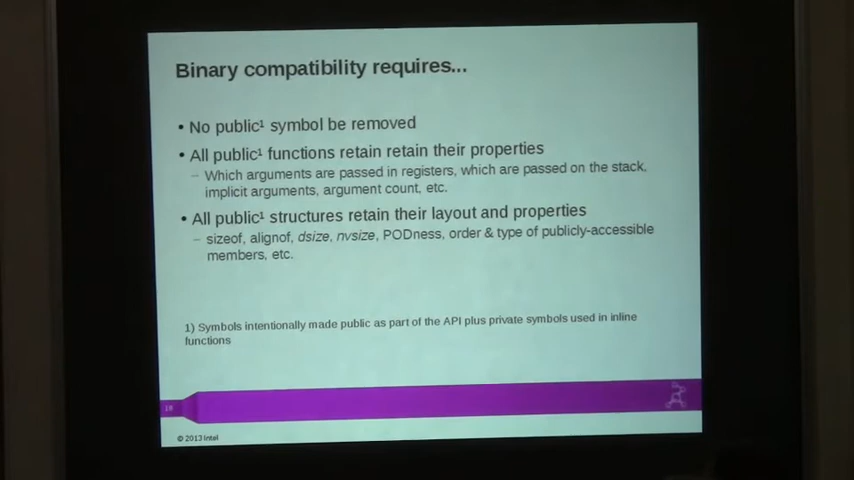 Binary compatibility requires...
• No public¹ symbol be removed
• All public¹ functions retain retain their properties
– Which arguments are passed in registers, which are passed on the stack,
implicit arguments, argument count, etc.
• All public¹ structures retain their layout and properties
– sizeof, alignof, dsize, nvsize, PODness, order & type of publicly-accessible
members, etc.
1) Symbols intentionally made public as part of the API plus private symbols used in inline
functions
18
© 2013 Intel